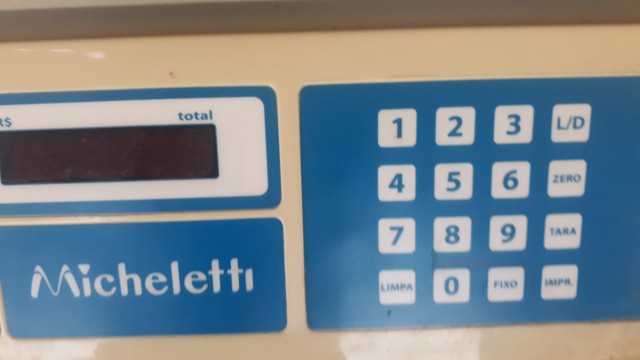 R$ total
Micheletti
1 2 3 L/D
4 5 6 ZERO
7 8 9 TARA
LIMPA 0 FIXO IMPR.